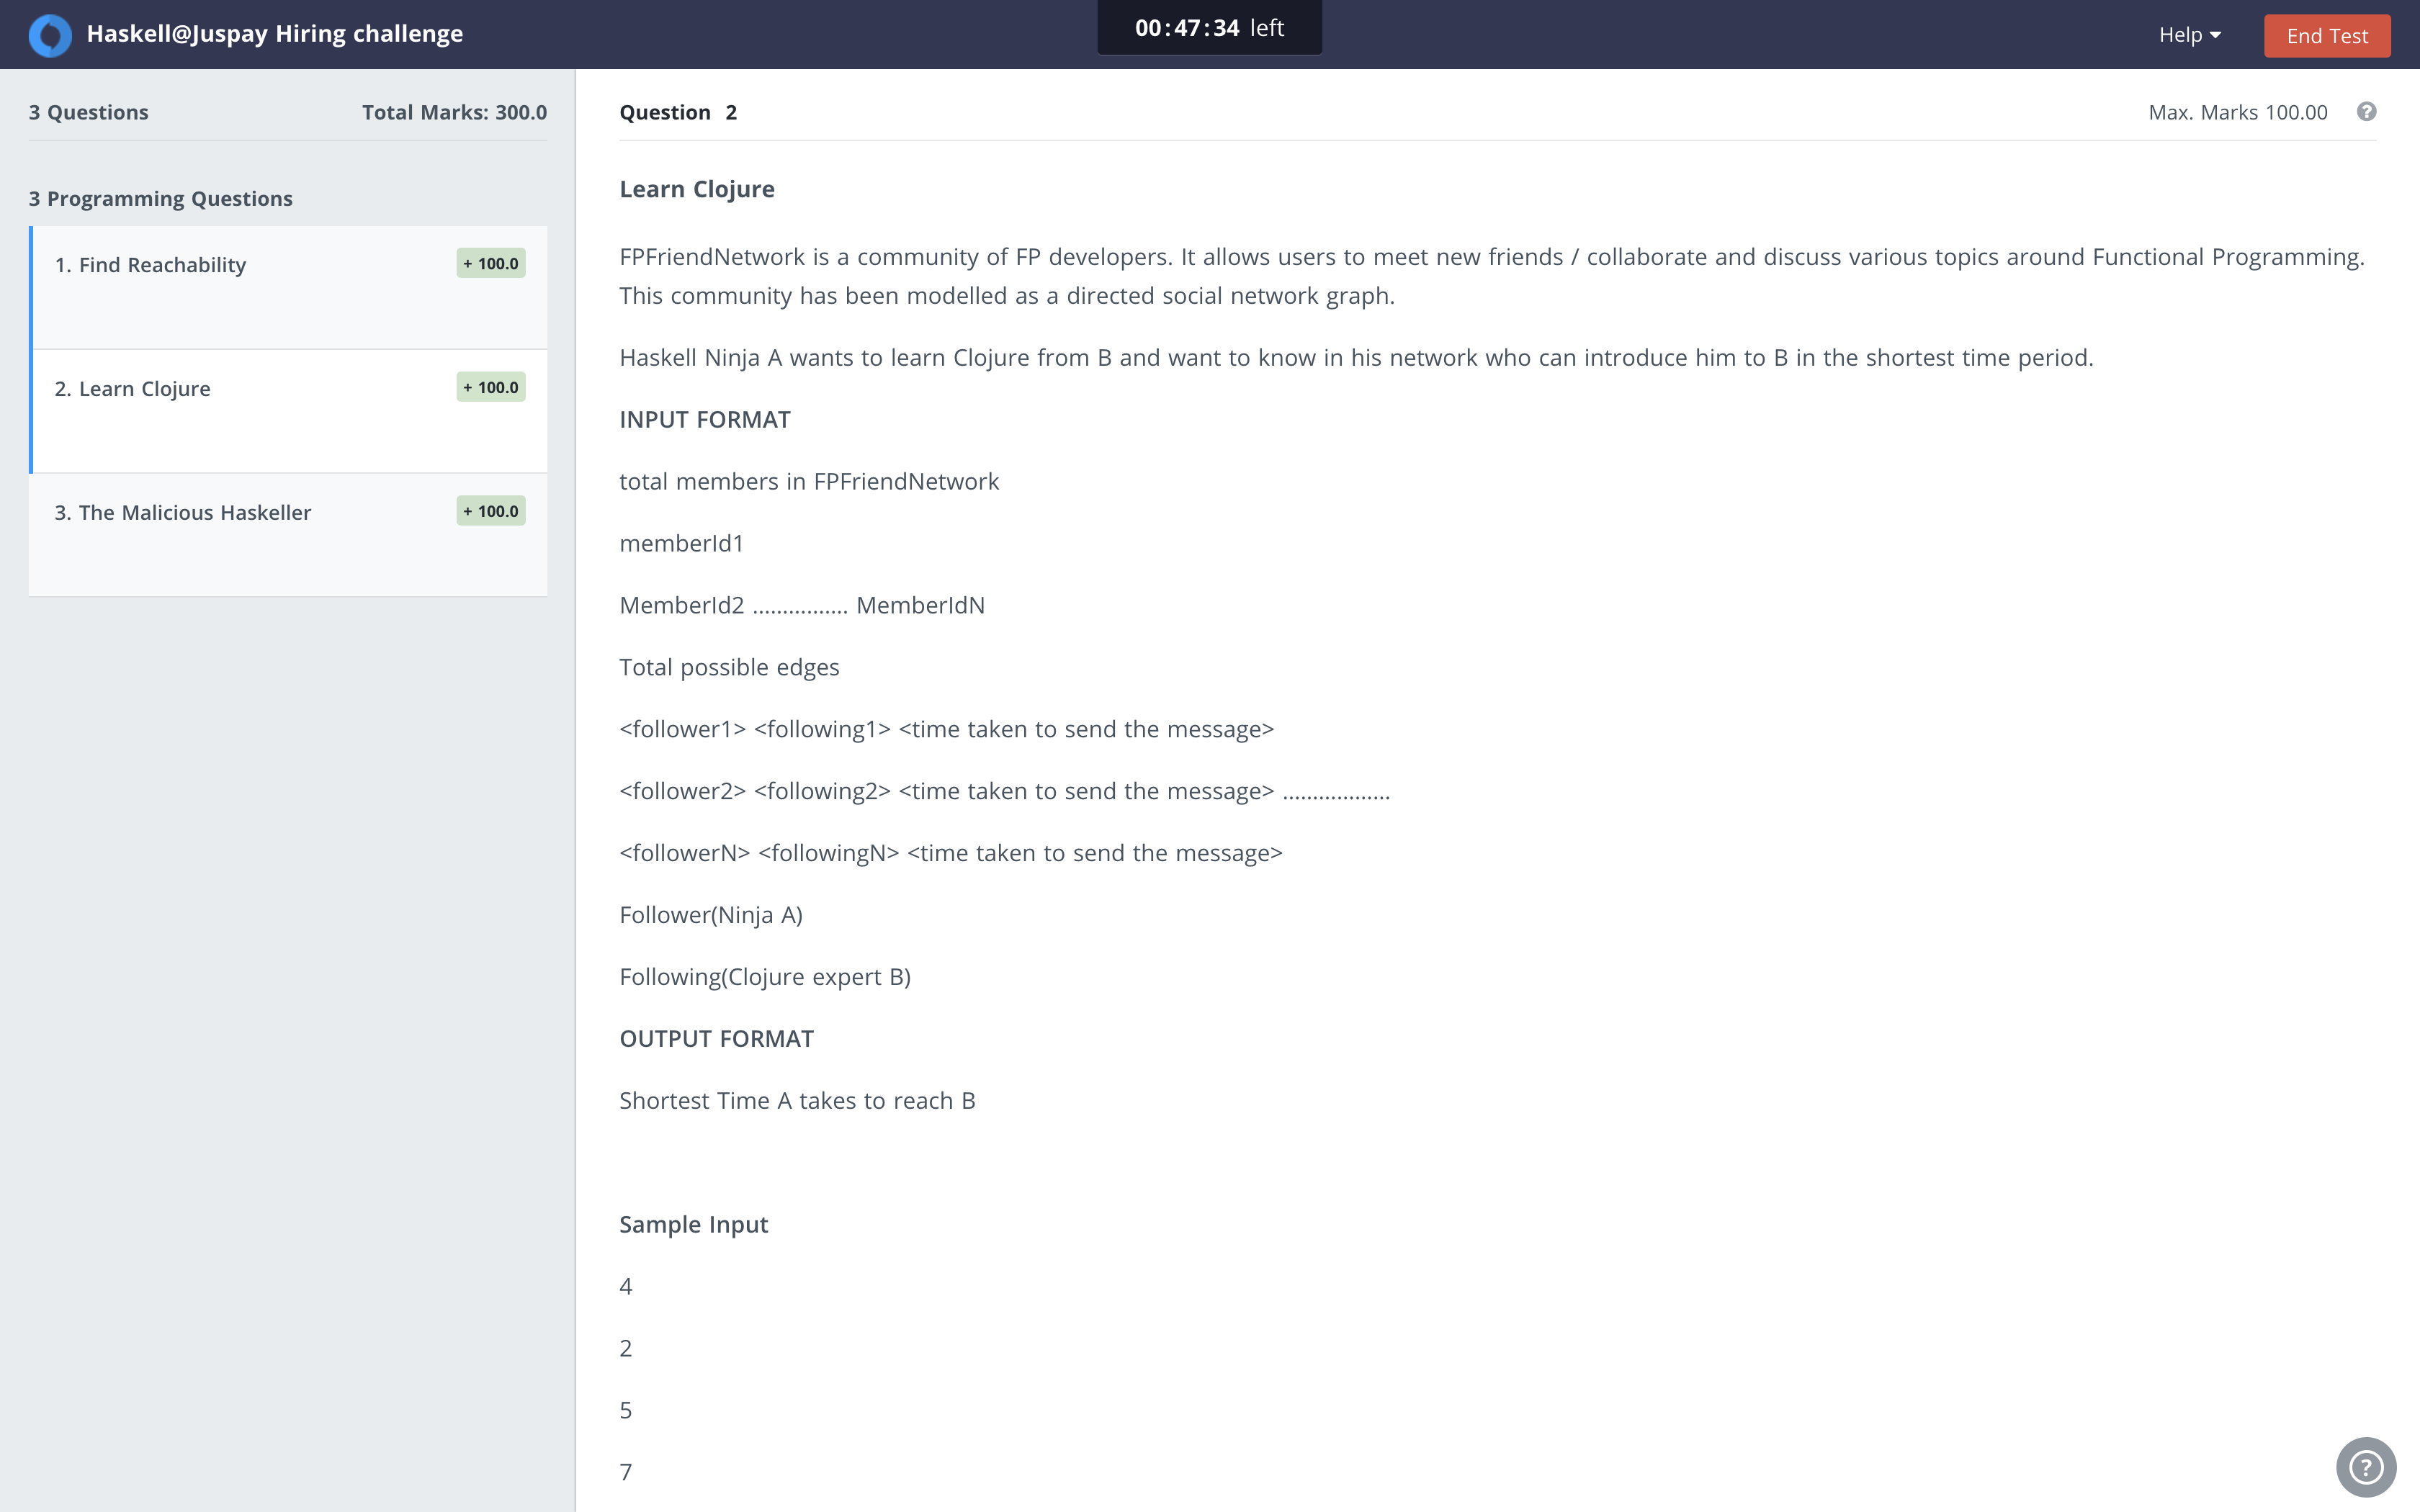 Haskell@Juspay Hiring challenge
00:47:34 left
Help
End Test
3 Questions
Total Marks: 300.0
3 Programming Questions
1. Find Reachability
+ 100.0
2. Learn Clojure
+ 100.0
3. The Malicious Haskeller
+ 100.0
Question 2
Max. Marks 100.00
?
Learn Clojure
FPFriendNetwork is a community of FP developers. It allows users to meet new friends / collaborate and discuss various topics around Functional Programming.
This community has been modelled as a directed social network graph.
Haskell Ninja A wants to learn Clojure from B and want to know in his network who can introduce him to B in the shortest time period.
INPUT FORMAT
total members in FPFriendNetwork
memberId1
MemberId2 ................ MemberIdN
Total possible edges
<follower1> <following1> <time taken to send the message>
<follower2> <following2> <time taken to send the message> ..................
<followerN> <followingN> <time taken to send the message>
Follower(Ninja A)
Following(Clojure expert B)
OUTPUT FORMAT
Shortest Time A takes to reach B
Sample Input
4
2
5
7
?